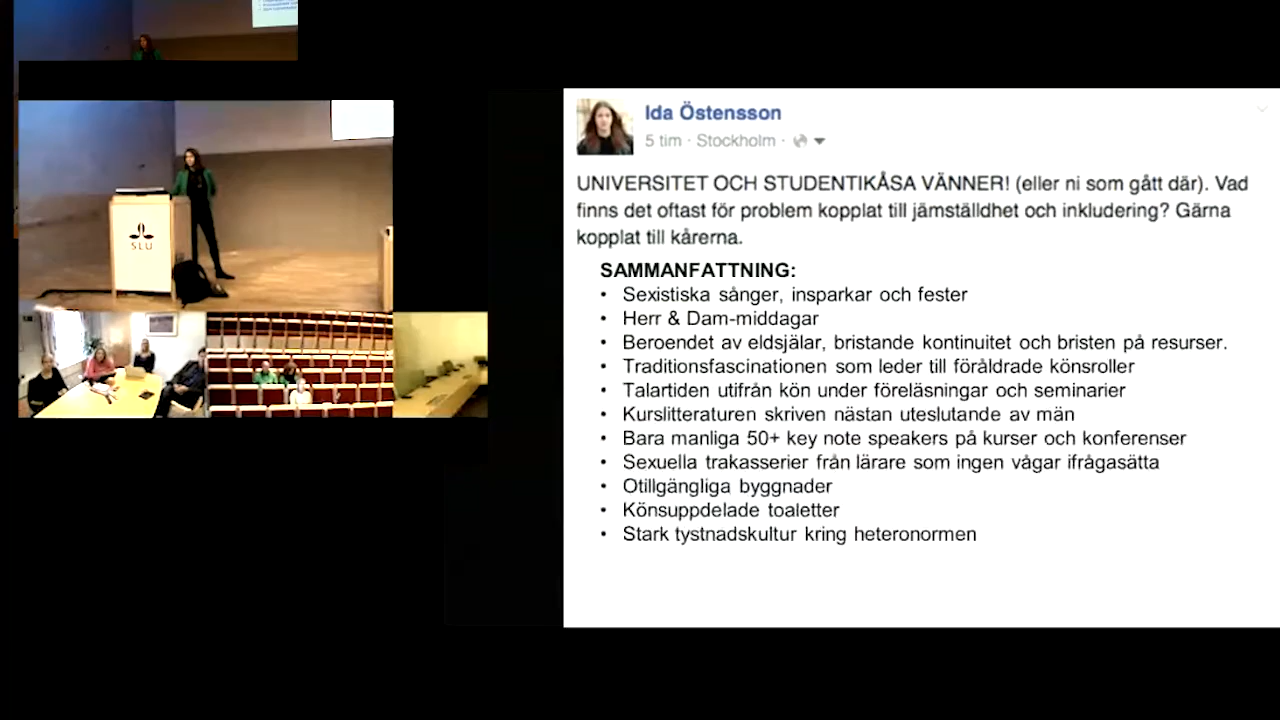 SLU
Ida Östensson
5 tim · Stockholm ·
UNIVERSITET OCH STUDENTIKÅSA VÄNNER! (eller ni som gått där). Vad
finns det oftast för problem kopplat till jämställdhet och inkludering? Gärna
kopplat till kårerna.
SAMMANFATTNING:
• Sexistiska sånger, insparkar och fester
• Herr & Dam-middagar
• Beroendet av eldsjälar, bristande kontinuitet och bristen på resurser.
• Traditionsfascinationen som leder till föråldrade könsroller
• Talartiden utifrån kön under föreläsningar och seminarier
• Kurslitteraturen skriven nästan uteslutande av män
• Bara manliga 50+ key note speakers på kurser och konferenser
• Sexuella trakasserier från lärare som ingen vågar ifrågasätta
• Otillgängliga byggnader
• Könsuppdelade toaletter
• Stark tystnadskultur kring heteronormen